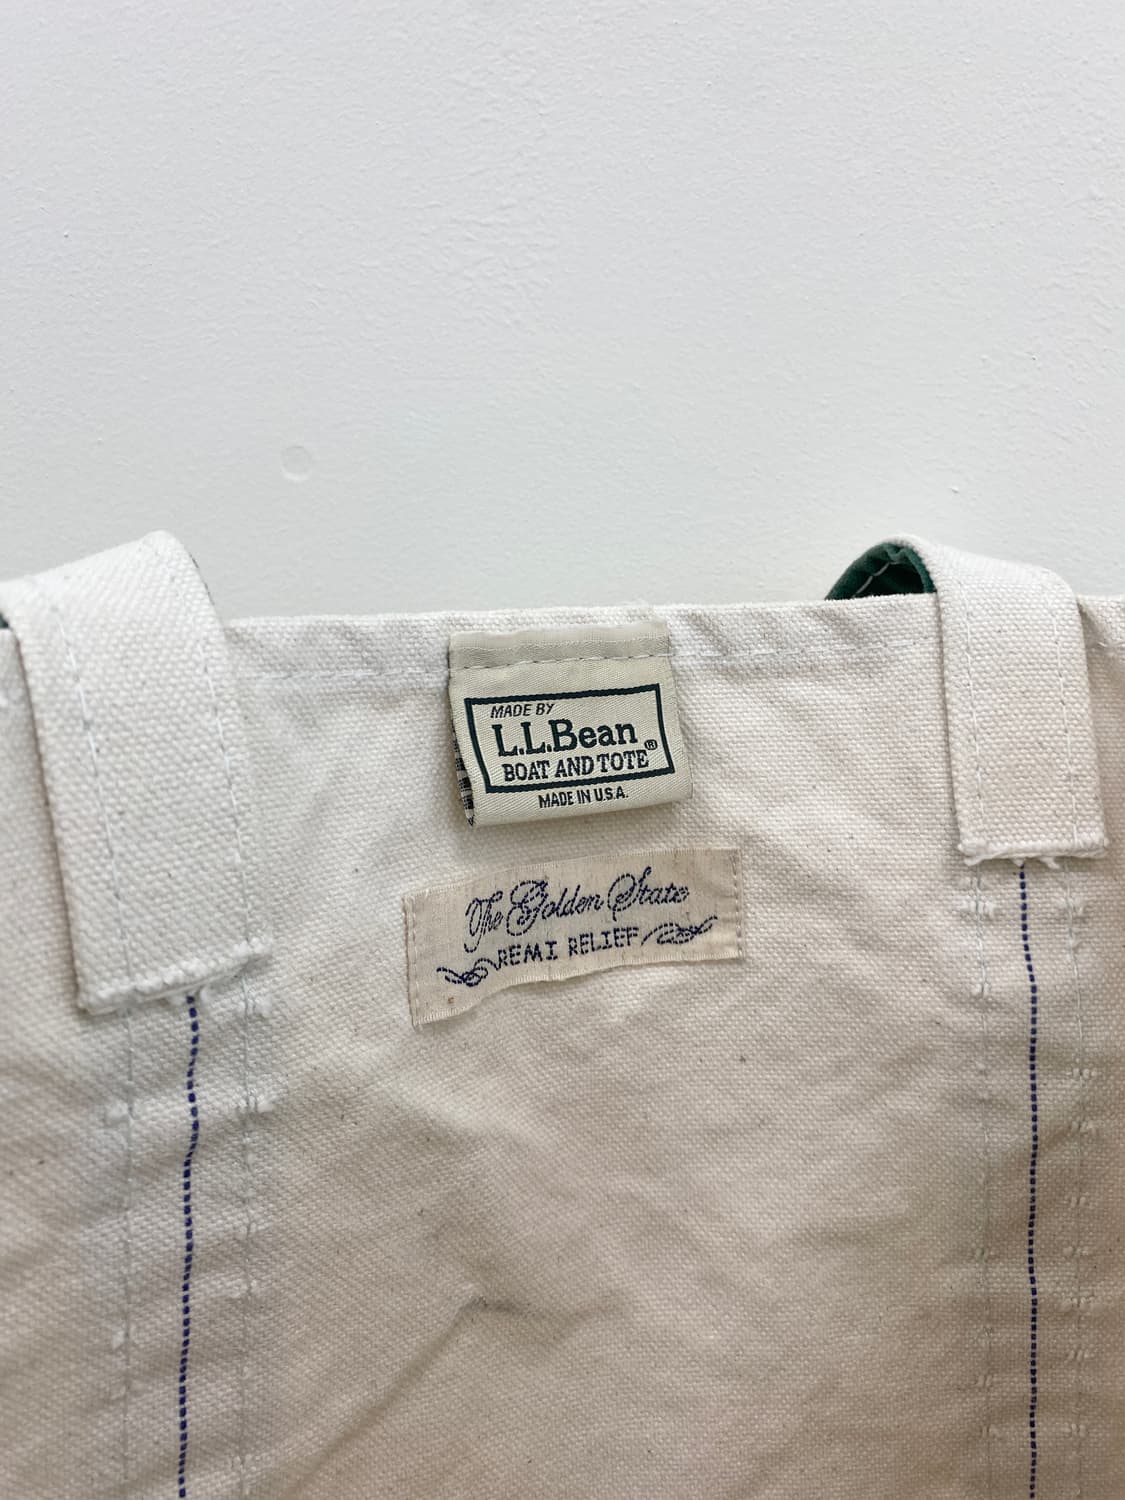 MADE BY
L.L.Bean®
BOAT AND TOTE
MADE IN U.S.A.
The Golden State
REMI RELIEF